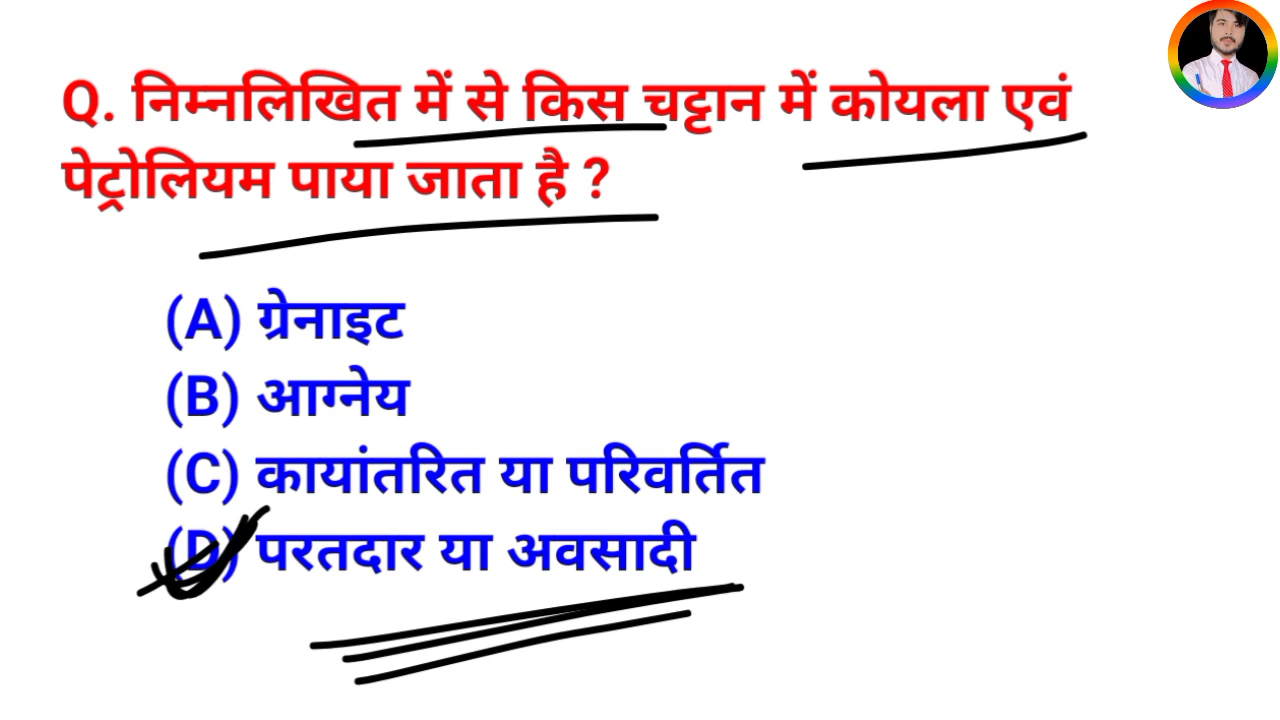 Q. निम्नलिखित में से किस चट्टान में कोयला एवं
पेट्रोलियम पाया जाता है ?
(A) ग्रेनाइट
(B) आग्नेय
(C) कायांतरित या परिवर्तित
(D) परतदार या अवसादी